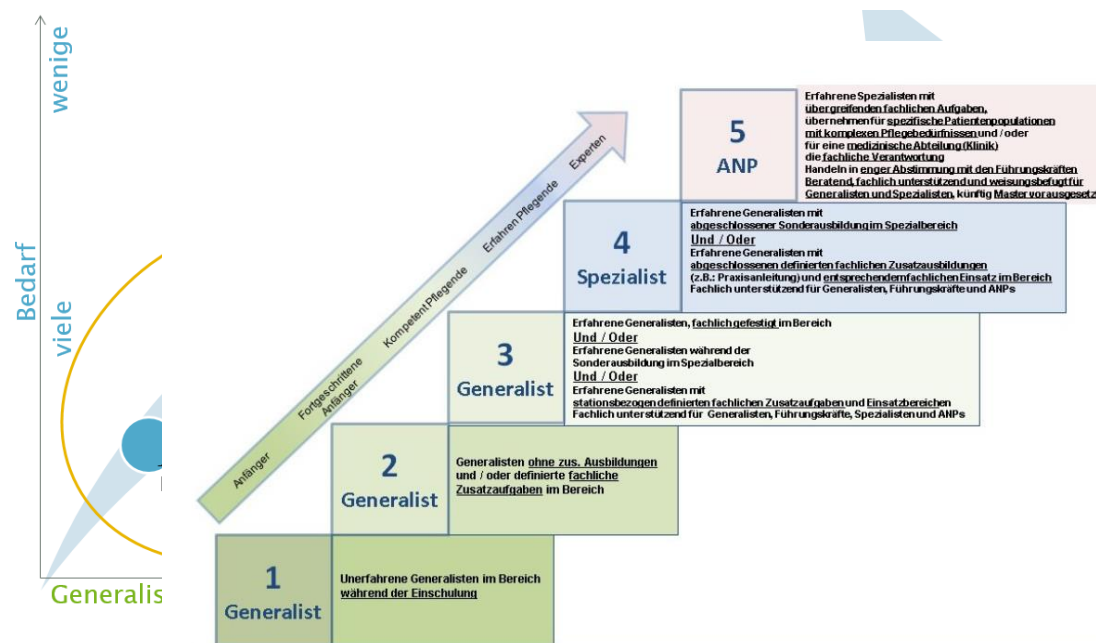 wenige
viele
Bedarf
Generalis
Anfänger
Fortgeschrittene
Anfänger
Kompetent Pflegende
Erfahren Pflegende
Experten
5
ANP
Erfahrene Spezialisten mit
übergreifenden fachlichen Aufgaben,
übernehmen für spezifische Patientenpopulationen
mit komplexen Pflegebedürfnissen und / oder
für eine medizinische Abteilung (Klinik)
die fachliche Verantwortung
Handeln in enger Abstimmung mit den Führungskräften
Beratend, fachlich unterstützend und weisungsbefugt für
Generalisten und Spezialisten, künftig Master vorausgesetz
4
Spezialist
Erfahrene Generalisten mit
abgeschlossener Sonderausbildung im Spezialbereich
Und / Oder
Erfahrene Generalisten mit
abgeschlossenen definierten fachlichen Zusatzausbildungen
(z.B.: Praxisanleitung) und entsprechendem fachlichen Einsatz im Bereich
Fachlich unterstützend für Generalisten, Führungskräfte und ANPs
3
Generalist
Erfahrene Generalisten, fachlich gefestigt im Bereich
Und / Oder
Erfahrene Generalisten während der
Sonderausbildung im Spezialbereich
Und / Oder
Erfahrene Generalisten mit
stationsbezogen definierten fachlichen Zusatzaufgaben und Einsatzbereichen
Fachlich unterstützend für Generalisten, Führungskräfte, Spezialisten und ANPs
2
Generalist
Generalisten ohne zus. Ausbildungen
und / oder definierte fachliche
Zusatzaufgaben im Bereich
1
Generalist
Unerfahrene Generalisten im Bereich
während der Einschulung